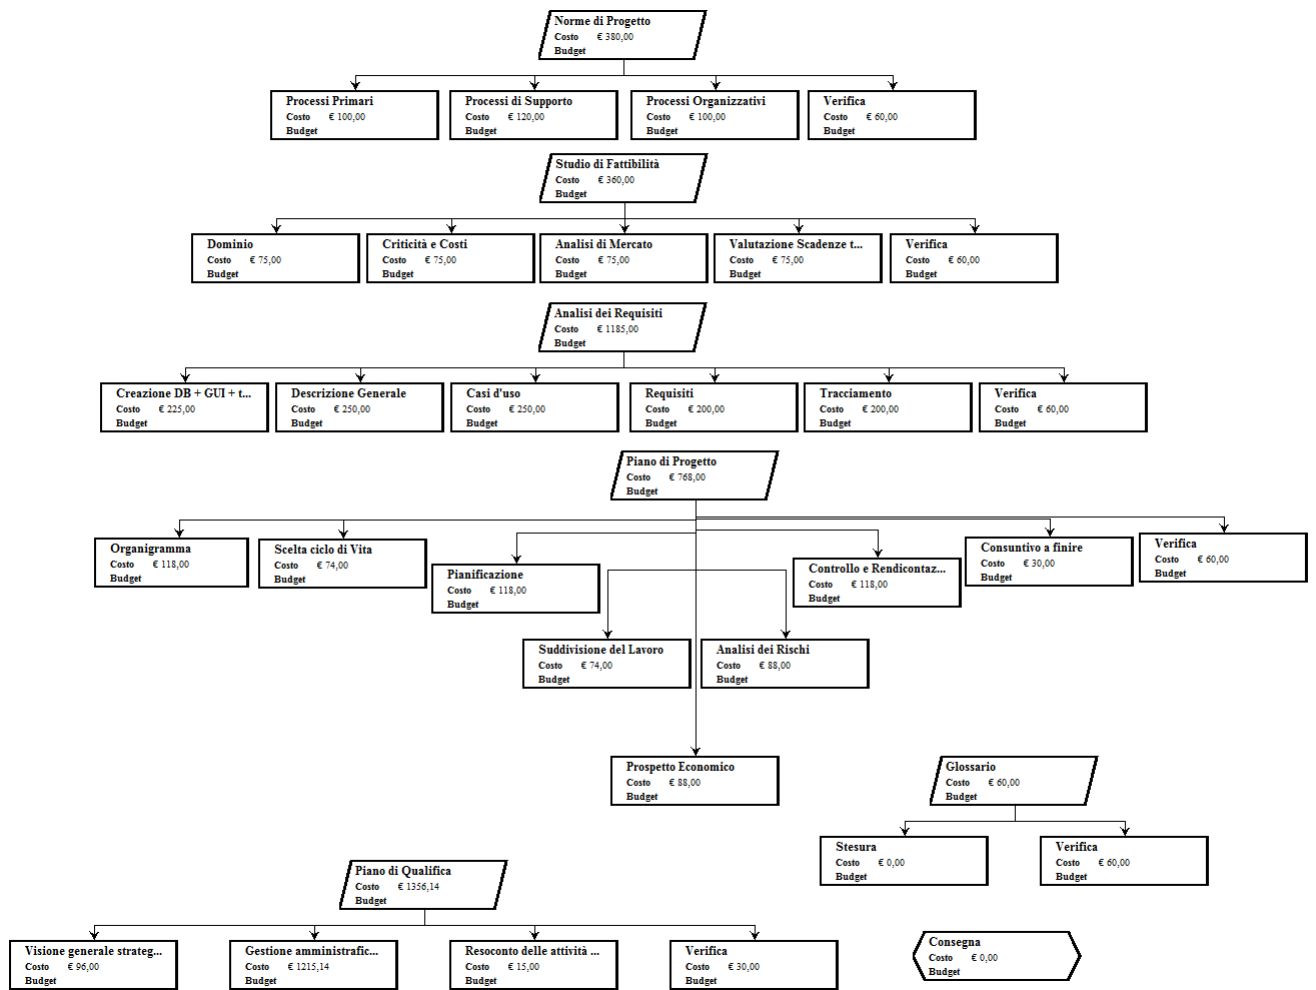 Norme di Progetto
Costo € 380,00
Budget
Processi Primari
Costo € 100,00
Budget
Processi di Supporto
Costo € 120,00
Budget
Processi Organizzativi
Costo € 100,00
Budget
Verifica
Costo € 60,00
Budget
Studio di Fattibilità
Costo € 360,00
Budget
Dominio
Costo € 75,00
Budget
Criticità e Costi
Costo € 75,00
Budget
Analisi di Mercato
Costo € 75,00
Budget
Valutazione Scadenze t...
Costo € 75,00
Budget
Verifica
Costo € 60,00
Budget
Analisi dei Requisiti
Costo € 1185,00
Budget
Creazione DB + GUI + t...
Costo € 225,00
Budget
Descrizione Generale
Costo € 250,00
Budget
Casi d'uso
Costo € 250,00
Budget
Requisiti
Costo € 200,00
Budget
Tracciamento
Costo € 200,00
Budget
Verifica
Costo € 60,00
Budget
Piano di Progetto
Costo € 768,00
Budget
Organigramma
Costo € 118,00
Budget
Scelta ciclo di Vita
Costo € 74,00
Budget
Pianificazione
Costo € 118,00
Budget
Controllo e Rendicontaz...
Costo € 118,00
Budget
Consuntivo a finire
Costo € 30,00
Budget
Verifica
Costo € 60,00
Budget
Suddivisione del Lavoro
Costo € 74,00
Budget
Analisi dei Rischi
Costo € 88,00
Budget
Prospetto Economico
Costo € 88,00
Budget
Glossario
Costo € 60,00
Budget
Stesura
Costo € 0,00
Budget
Verifica
Costo € 60,00
Budget
Piano di Qualifica
Costo € 1356,14
Budget
Visione generale strateg...
Costo € 96,00
Budget
Gestione amministrafic...
Costo € 1215,14
Budget
Resoconto delle attività ...
Costo € 15,00
Budget
Verifica
Costo € 30,00
Budget
Consegna
Costo € 0,00
Budget